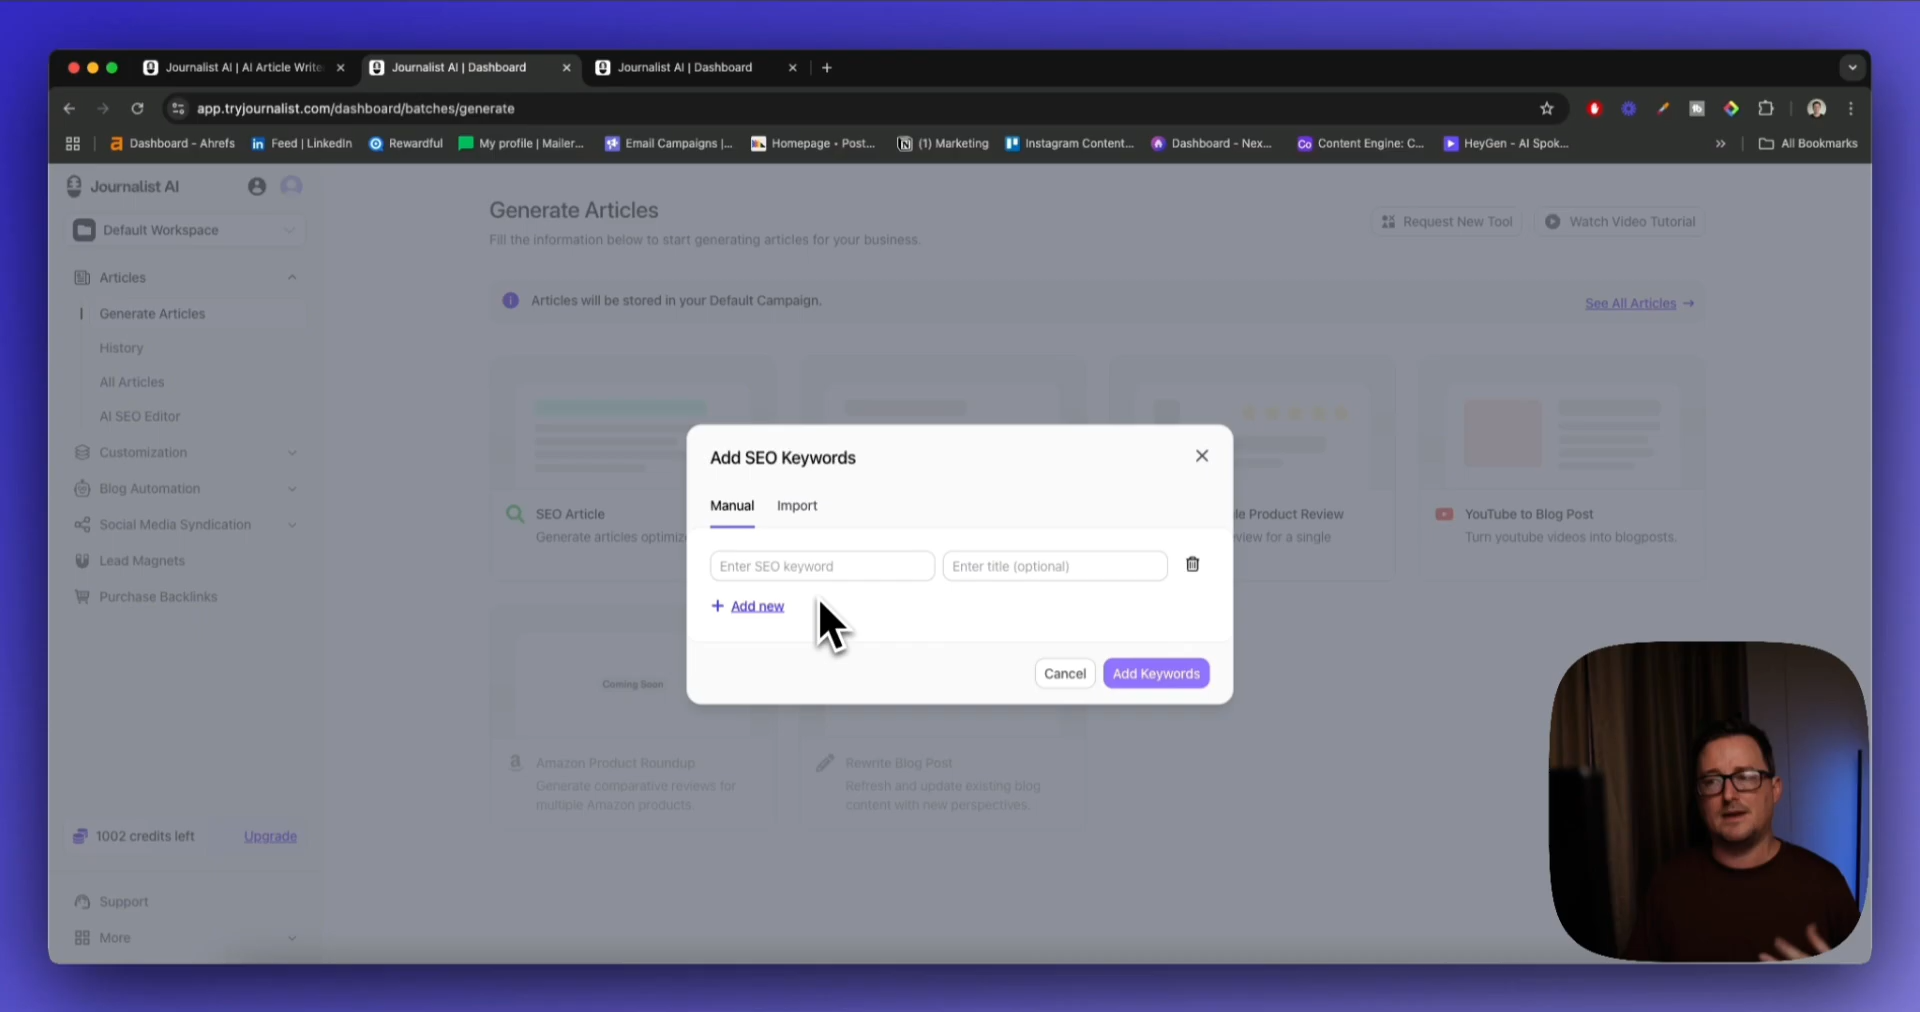 Journalist AI | AI Article Write
Journalist AI | Dashboard
Journalist AI | Dashboard
app.tryjournalist.com/dashboard/batches/generate
Dashboard - Ahrefs
Feed | LinkedIn
Rewardful
My profile | Mailer...
Email Campaigns |...
Homepage • Post...
(1) Marketing
Instagram Content...
Dashboard - Nex...
Content Engine: C...
HeyGen - AI Spok...
All Bookmarks
Journalist AI
Default Workspace
Articles
Generate Articles
History
All Articles
AI SEO Editor
Customization
Blog Automation
Social Media Syndication
Lead Magnets
Purchase Backlinks
1002 credits left
Upgrade
Support
More
Generate Articles
Fill the information below to start generating articles for your business.
Request New Tool
Watch Video Tutorial
Articles will be stored in your Default Campaign.
See All Articles →
SEO Article
Generate articles optimiz
le Product Review
view for a single
YouTube to Blog Post
Turn youtube videos into blogposts.
Add SEO Keywords
Manual
Import
Enter SEO keyword
Enter title (optional)
+ Add new
Cancel
Add Keywords
Coming Soon
Amazon Product Roundup
Generate comparative reviews for
multiple Amazon products.
Rewrite Blog Post
Refresh and update existing blog
content with new perspectives.